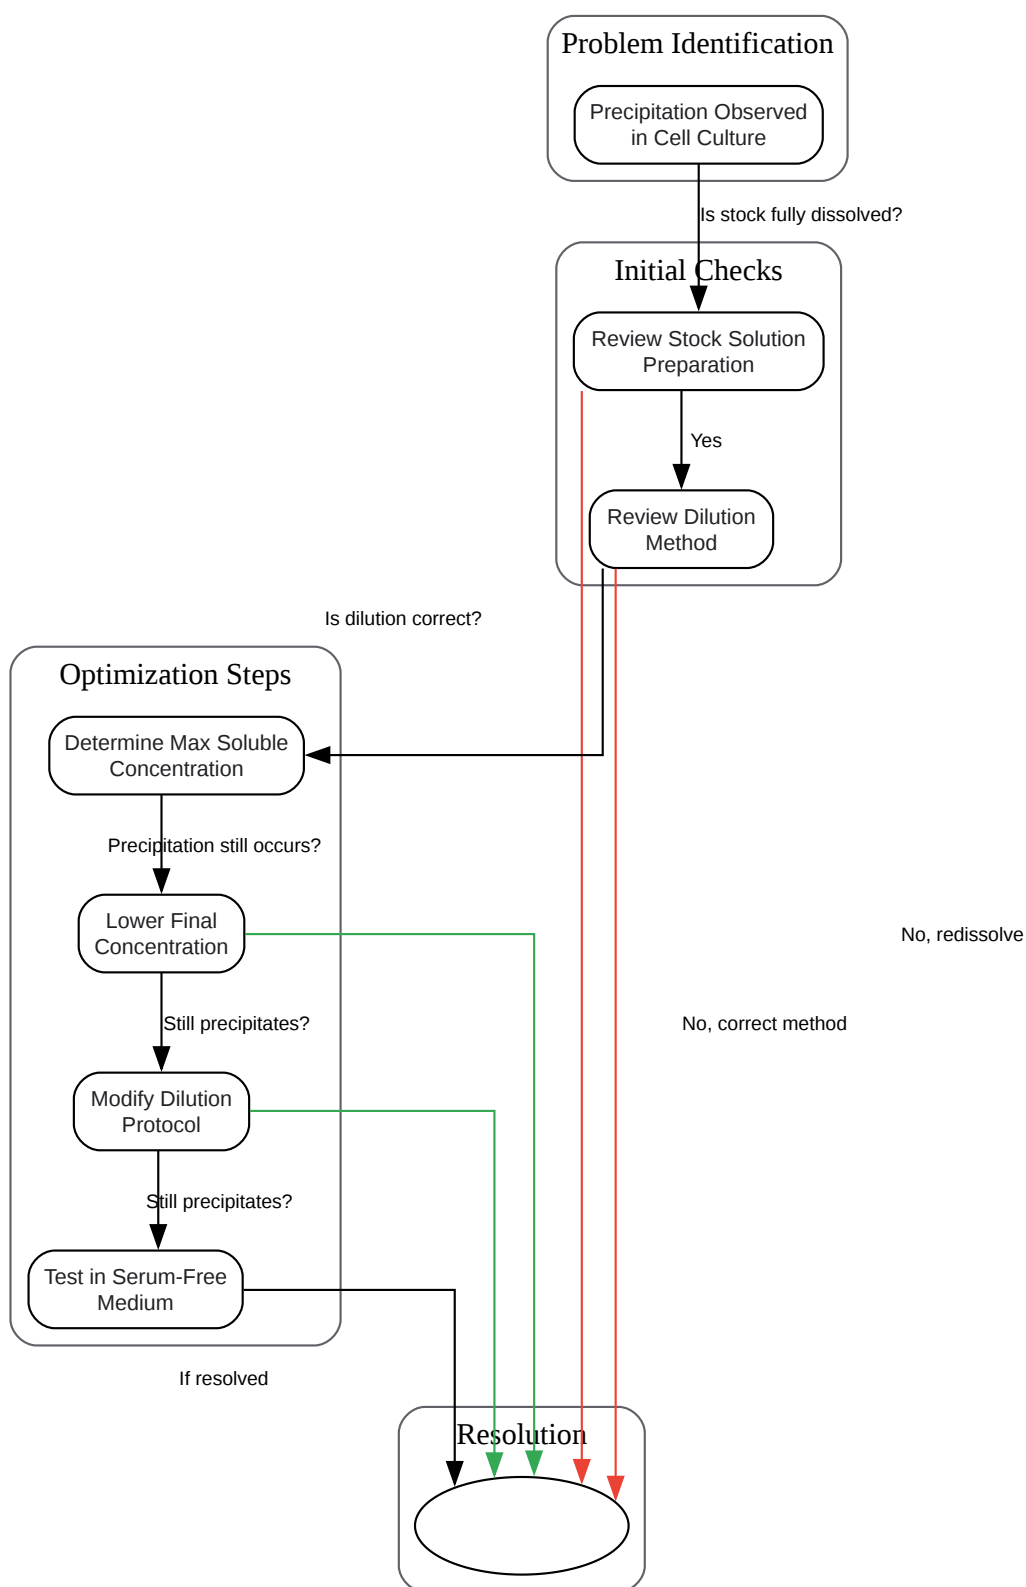 Problem Identification
Precipitation Observed
in Cell Culture
Is stock fully dissolved?
Initial Checks
Review Stock Solution
Preparation
Yes
Review Dilution
Method
Is dilution correct?
Optimization Steps
Determine Max Soluble
Concentration
Precipitation still occurs?
Lower Final
Concentration
No, redissolve
Still precipitates?
No, correct method
Modify Dilution
Protocol
Still precipitates?
Test in Serum-Free
Medium
If resolved
Resolution